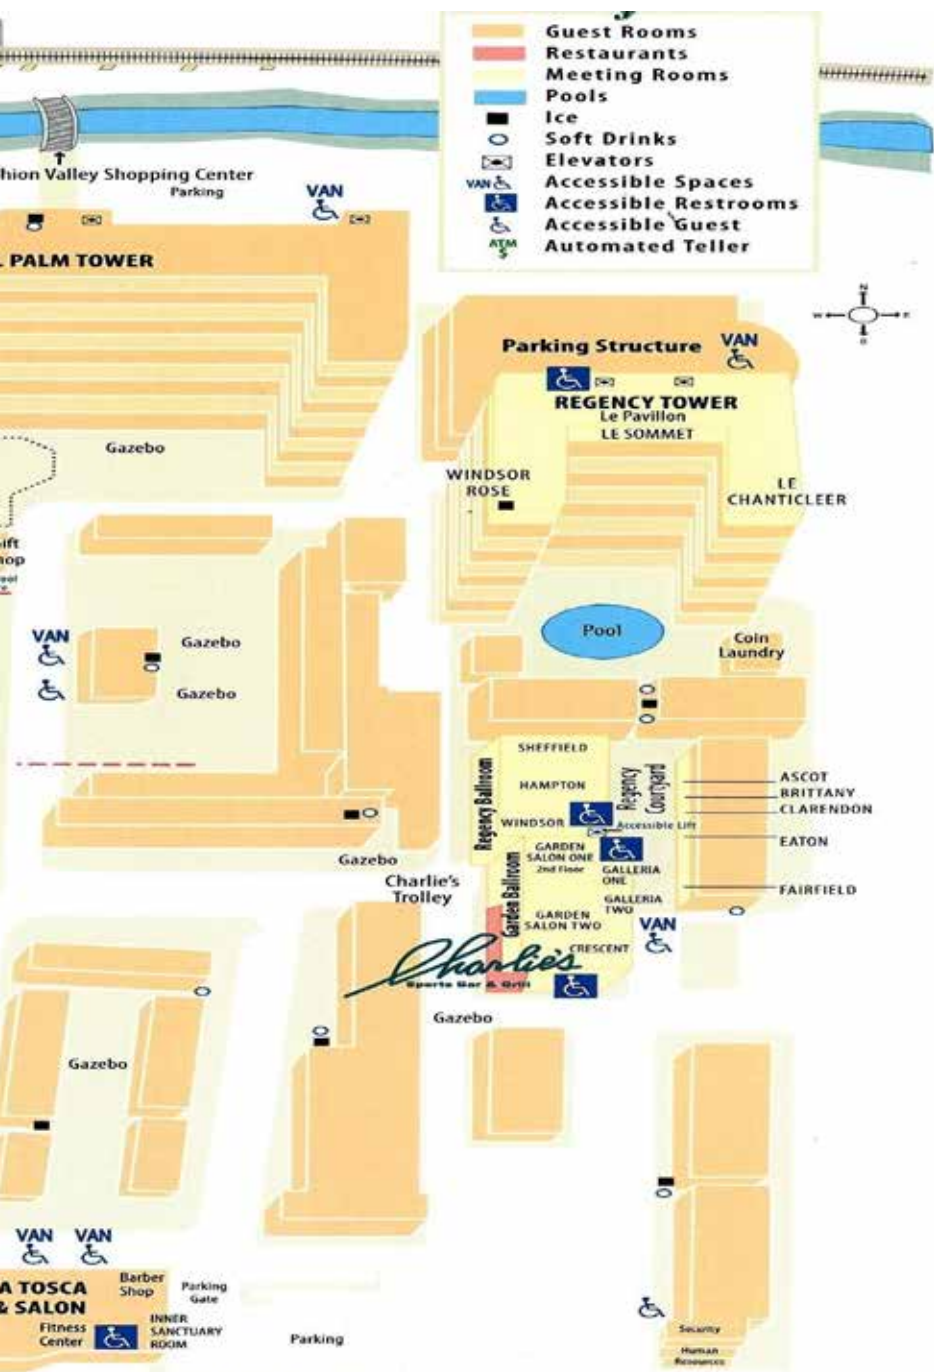 Guest Rooms
Restaurants
Meeting Rooms
Pools
Ice
Soft Drinks
Elevators
VAN Accessible Spaces
Accessible Restrooms
Accessible Guest
ATM $ Automated Teller
hion Valley Shopping Center
Parking
VAN
PALM TOWER
N
W E
S
Parking Structure
VAN
REGENCY TOWER
Le Pavillon
LE SOMMET
Gazebo
WINDSOR
ROSE
LE
CHANTICLEER
ift
hop
VAN
Gazebo
Gazebo
Pool
Coin
Laundry
SHEFFIELD
Regency Ballroom
HAMPTON
Regency
Courtyard
WINDSOR
Accessible Lift
ASCOT
BRITTANY
CLARENDON
EATON
FAIRFIELD
GARDEN
SALON ONE
2nd Floor
GALLERIA
ONE
Garden Ballroom
GALLERIA
TWO
GARDEN
SALON TWO
VAN
CRESCENT
Gazebo
Charlie's
Trolley
Charlie's
Sports Bar & Grill
Gazebo
Gazebo
VAN VAN
A TOSCA
& SALON
Barber
Shop
Parking
Gate
Fitness
Center
INNER
SANCTUARY
ROOM
Parking
Security
Human
Resources